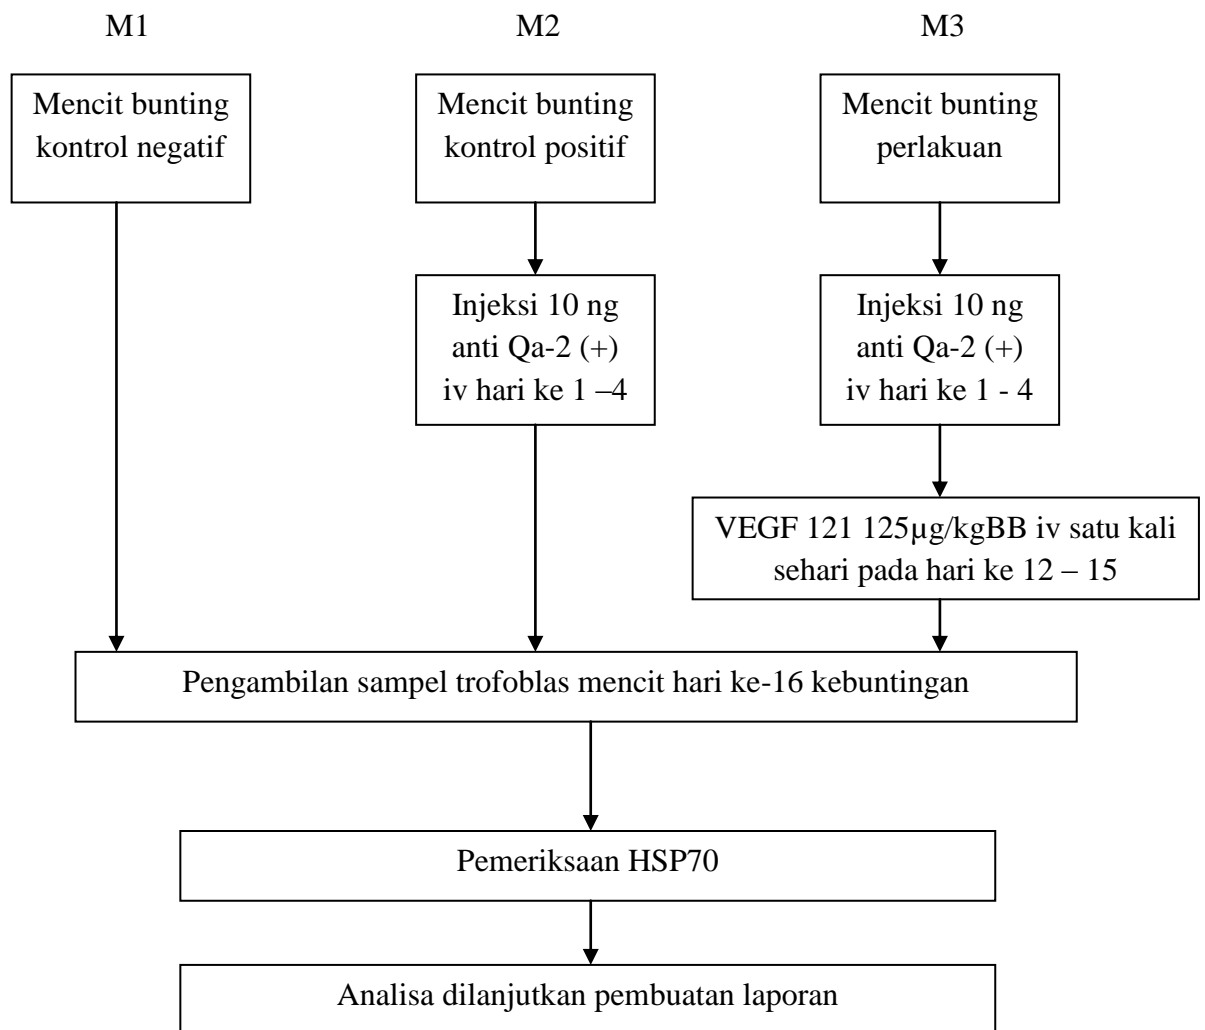 M1
M2
M3
Mencit bunting
kontrol negatif
Mencit bunting
kontrol positif
Mencit bunting
perlakuan
Injeksi 10 ng
anti Qa-2 (+)
iv hari ke 1 –4
Injeksi 10 ng
anti Qa-2 (+)
iv hari ke 1 - 4
VEGF 121 125µg/kgBB iv satu kali
sehari pada hari ke 12 – 15
Pengambilan sampel trofoblas mencit hari ke-16 kebuntingan
Pemeriksaan HSP70
Analisa dilanjutkan pembuatan laporan